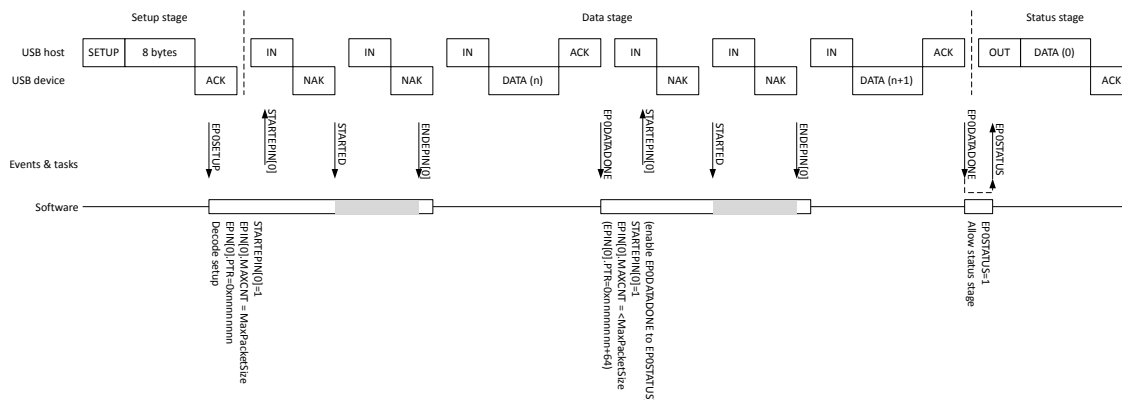 Setup stage
Data stage
Status stage
USB host
SETUP
8 bytes
IN
IN
IN
ACK
IN
IN
IN
ACK
OUT
DATA (0)
USB device
ACK
NAK
NAK
DATA (n)
NAK
NAK
DATA (n+1)
ACK
Events & tasks
EP0SETUP
STARTEPIN[0]
STARTED
ENDEPIN[0]
EP0DATADONE
STARTEPIN[0]
STARTED
ENDEPIN[0]
EP0DATADONE
EP0STATUS
Software
Decode setup
EPIN[0].PTR=0xnnnnnnnn
EPIN[0].MAXCNT = MaxPacketSize
STARTEPIN[0]=1
(EPIN[0].PTR=0xnnnnnnnn+64)
EPIN[0].MAXCNT = <MaxPacketSize
STARTEPIN[0]=1
(enable EP0DATADONE to EP0STATUS
Allow status stage
EP0STATUS=1